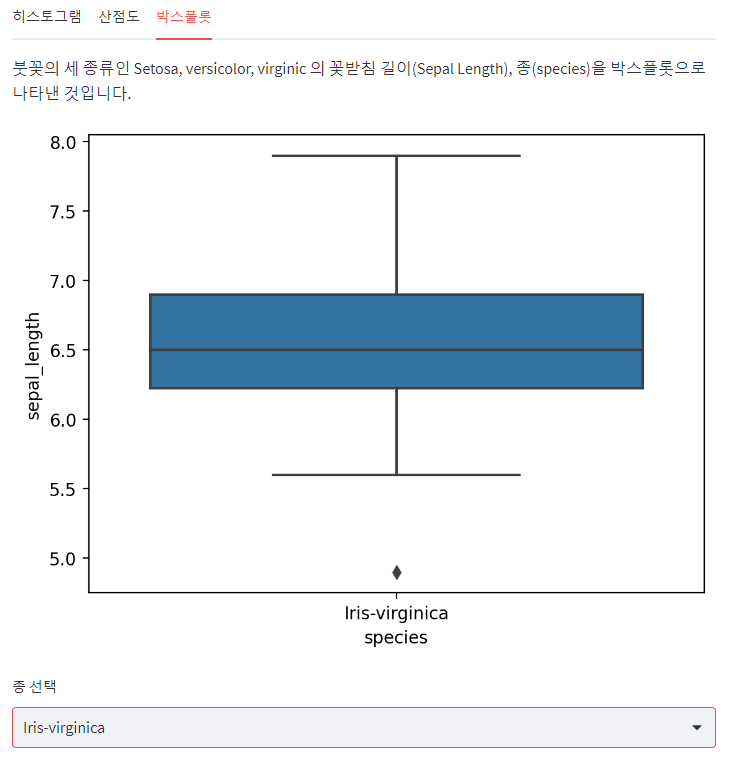 히스토그램 산점도 박스플롯
붓꽃의 세 종류인 Setosa, versicolor, virginic 의 꽃받침 길이(Sepal Length), 종(species)을 박스플롯으로
나타낸 것입니다.
8.0
7.5
7.0
6.5
6.0
5.5
5.0
sepal_length
Iris-virginica
species
종 선택
Iris-virginica